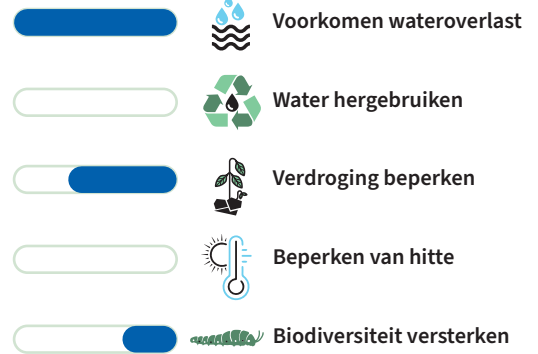 Voorkomen wateroverlast
Water hergebruiken
Verdroging beperken
Beperken van hitte
Biodiversiteit versterken